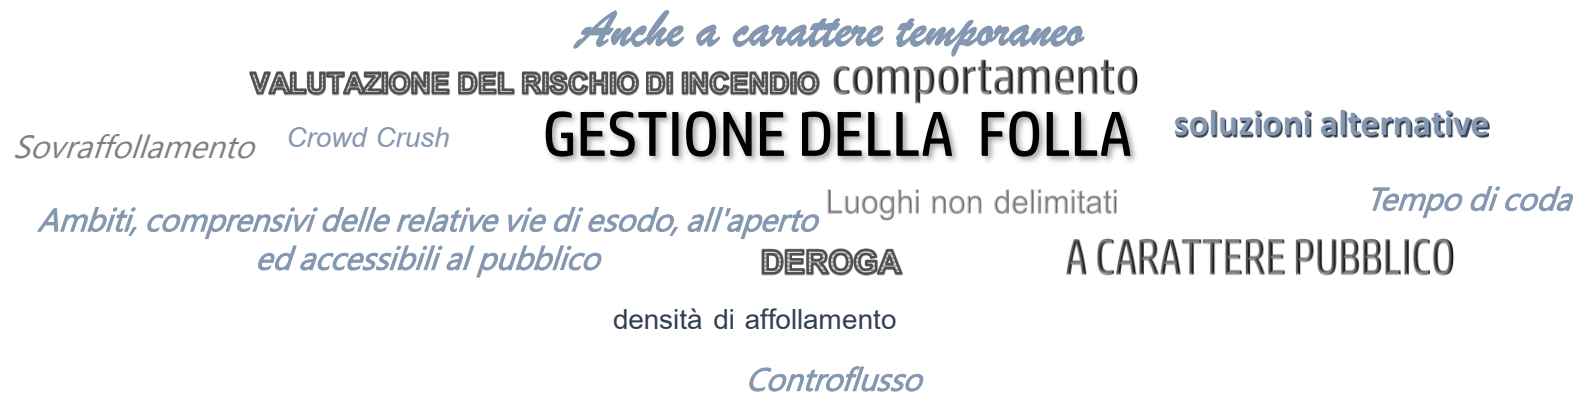 Anche a carattere temporaneo
VALUTAZIONE DEL RISCHIO DI INCENDIO
comportamento
GESTIONE DELLA FOLLA
soluzioni alternative
Sovraffollamento
Crowd Crush
Luoghi non delimitati
Tempo di coda
Ambiti, comprensivi delle relative vie di esodo, all'aperto
ed accessibili al pubblico
DEROGA
A CARATTERE PUBBLICO
densità di affollamento
Controflusso